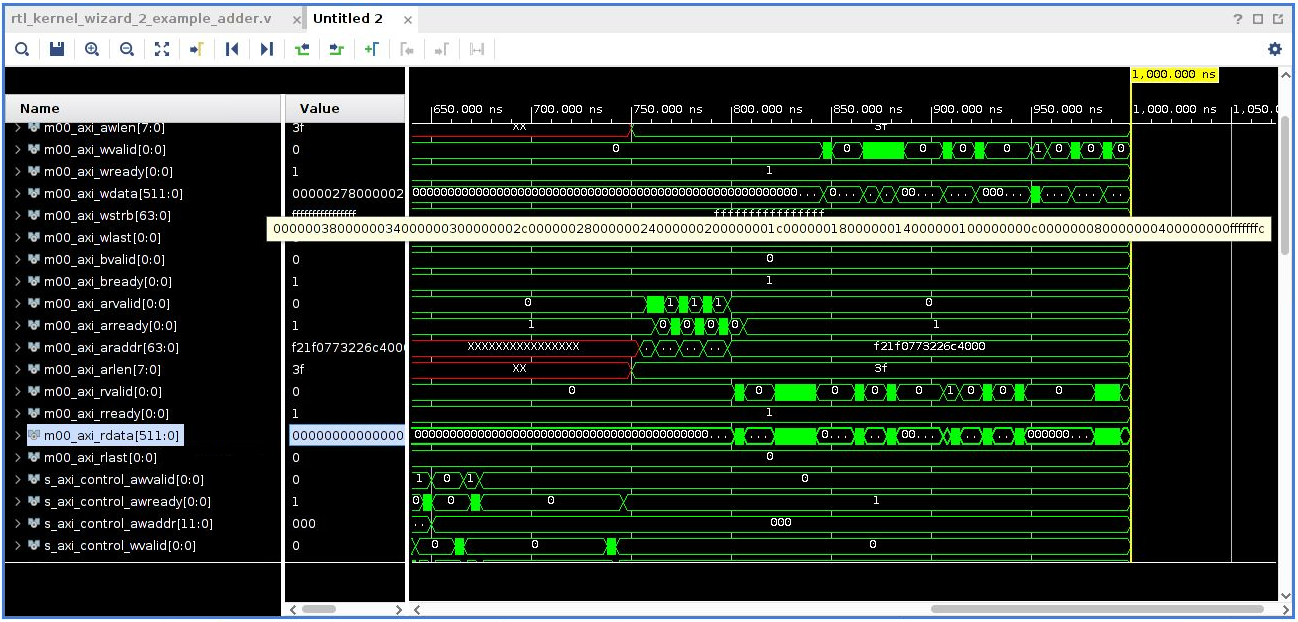 rtl_kernel_wizard_2_example_adder.v × Untitled 2 × ?
1,000.000 ns
Name Value 650.000 ns 700.000 ns 750.000 ns 800.000 ns 850.000 ns 900.000 ns 950.000 ns 1,000.000 ns 1,050.0
m00_axi_awlen[7:0] 3f XX 3f
m00_axi_wvalid[0:0] 0 0 0 0 0 0 1 0 0 0
m00_axi_wready[0:0] 1 1
m00_axi_wdata[511:0] 000000278000002 0... 00... ... 000... ... ..
m00_axi_wstrb[63:0] ffffffffffffffff ffffffffffffffff
m00_axi_wlast[0:0]
m00_axi_bvalid[0:0] 0 0
m00_axi_bready[0:0] 1 1
m00_axi_arvalid[0:0] 0 0 1 1 1 0
m00_axi_arready[0:0] 1 1 0 0 0 0 1
m00_axi_araddr[63:0] f21f0773226c400 XXXXXXXXXXXXXXXX .. .. .. .. f21f0773226c4000
m00_axi_arlen[7:0] 3f XX 3f
m00_axi_rvalid[0:0] 0 0 0 0 0 0 1 0 0 0
m00_axi_rready[0:0] 1 1
m00_axi_rdata[511:0] 00000000000000 ... 0... ... 00... .. .. 000000...
m00_axi_rlast[0:0] 0 0
s_axi_control_awvalid[0:0] 0 1 0 1 0
s_axi_control_awready[0:0] 1 0 0 0 1
s_axi_control_awaddr[11:0] 000 .. 000
s_axi_control_wvalid[0:0] 0 0 0 0